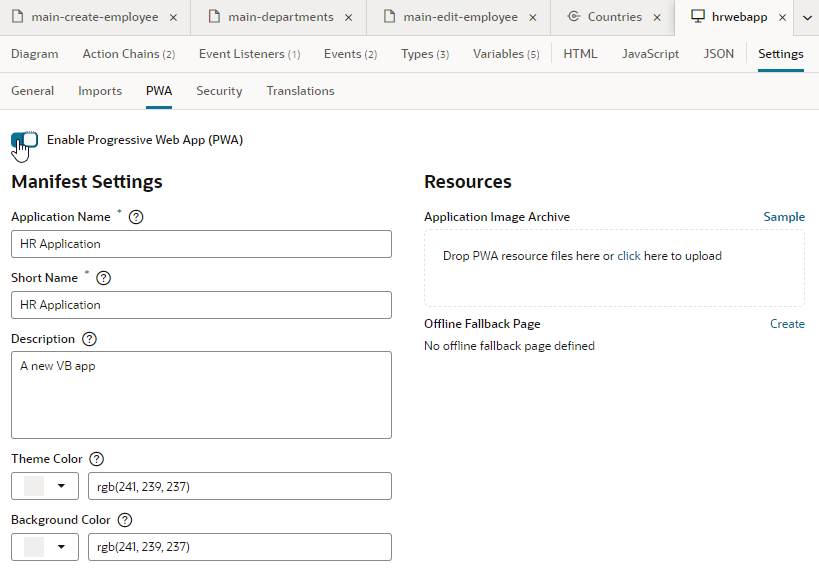 main-create-employee × main-departments × main-edit-employee × Countries × hrwebapp ×
Diagram Action Chains (2) Event Listeners (1) Events (2) Types (3) Variables (5) HTML JavaScript JSON Settings
General Imports PWA Security Translations
Enable Progressive Web App (PWA)
Manifest Settings
Application Name * ?
HR Application
Short Name * ?
HR Application
Description ?
A new VB app
Theme Color ?
rgb(241, 239, 237)
Background Color ?
rgb(241, 239, 237)
Resources
Application Image Archive Sample
Drop PWA resource files here or click here to upload
Offline Fallback Page Create
No offline fallback page defined